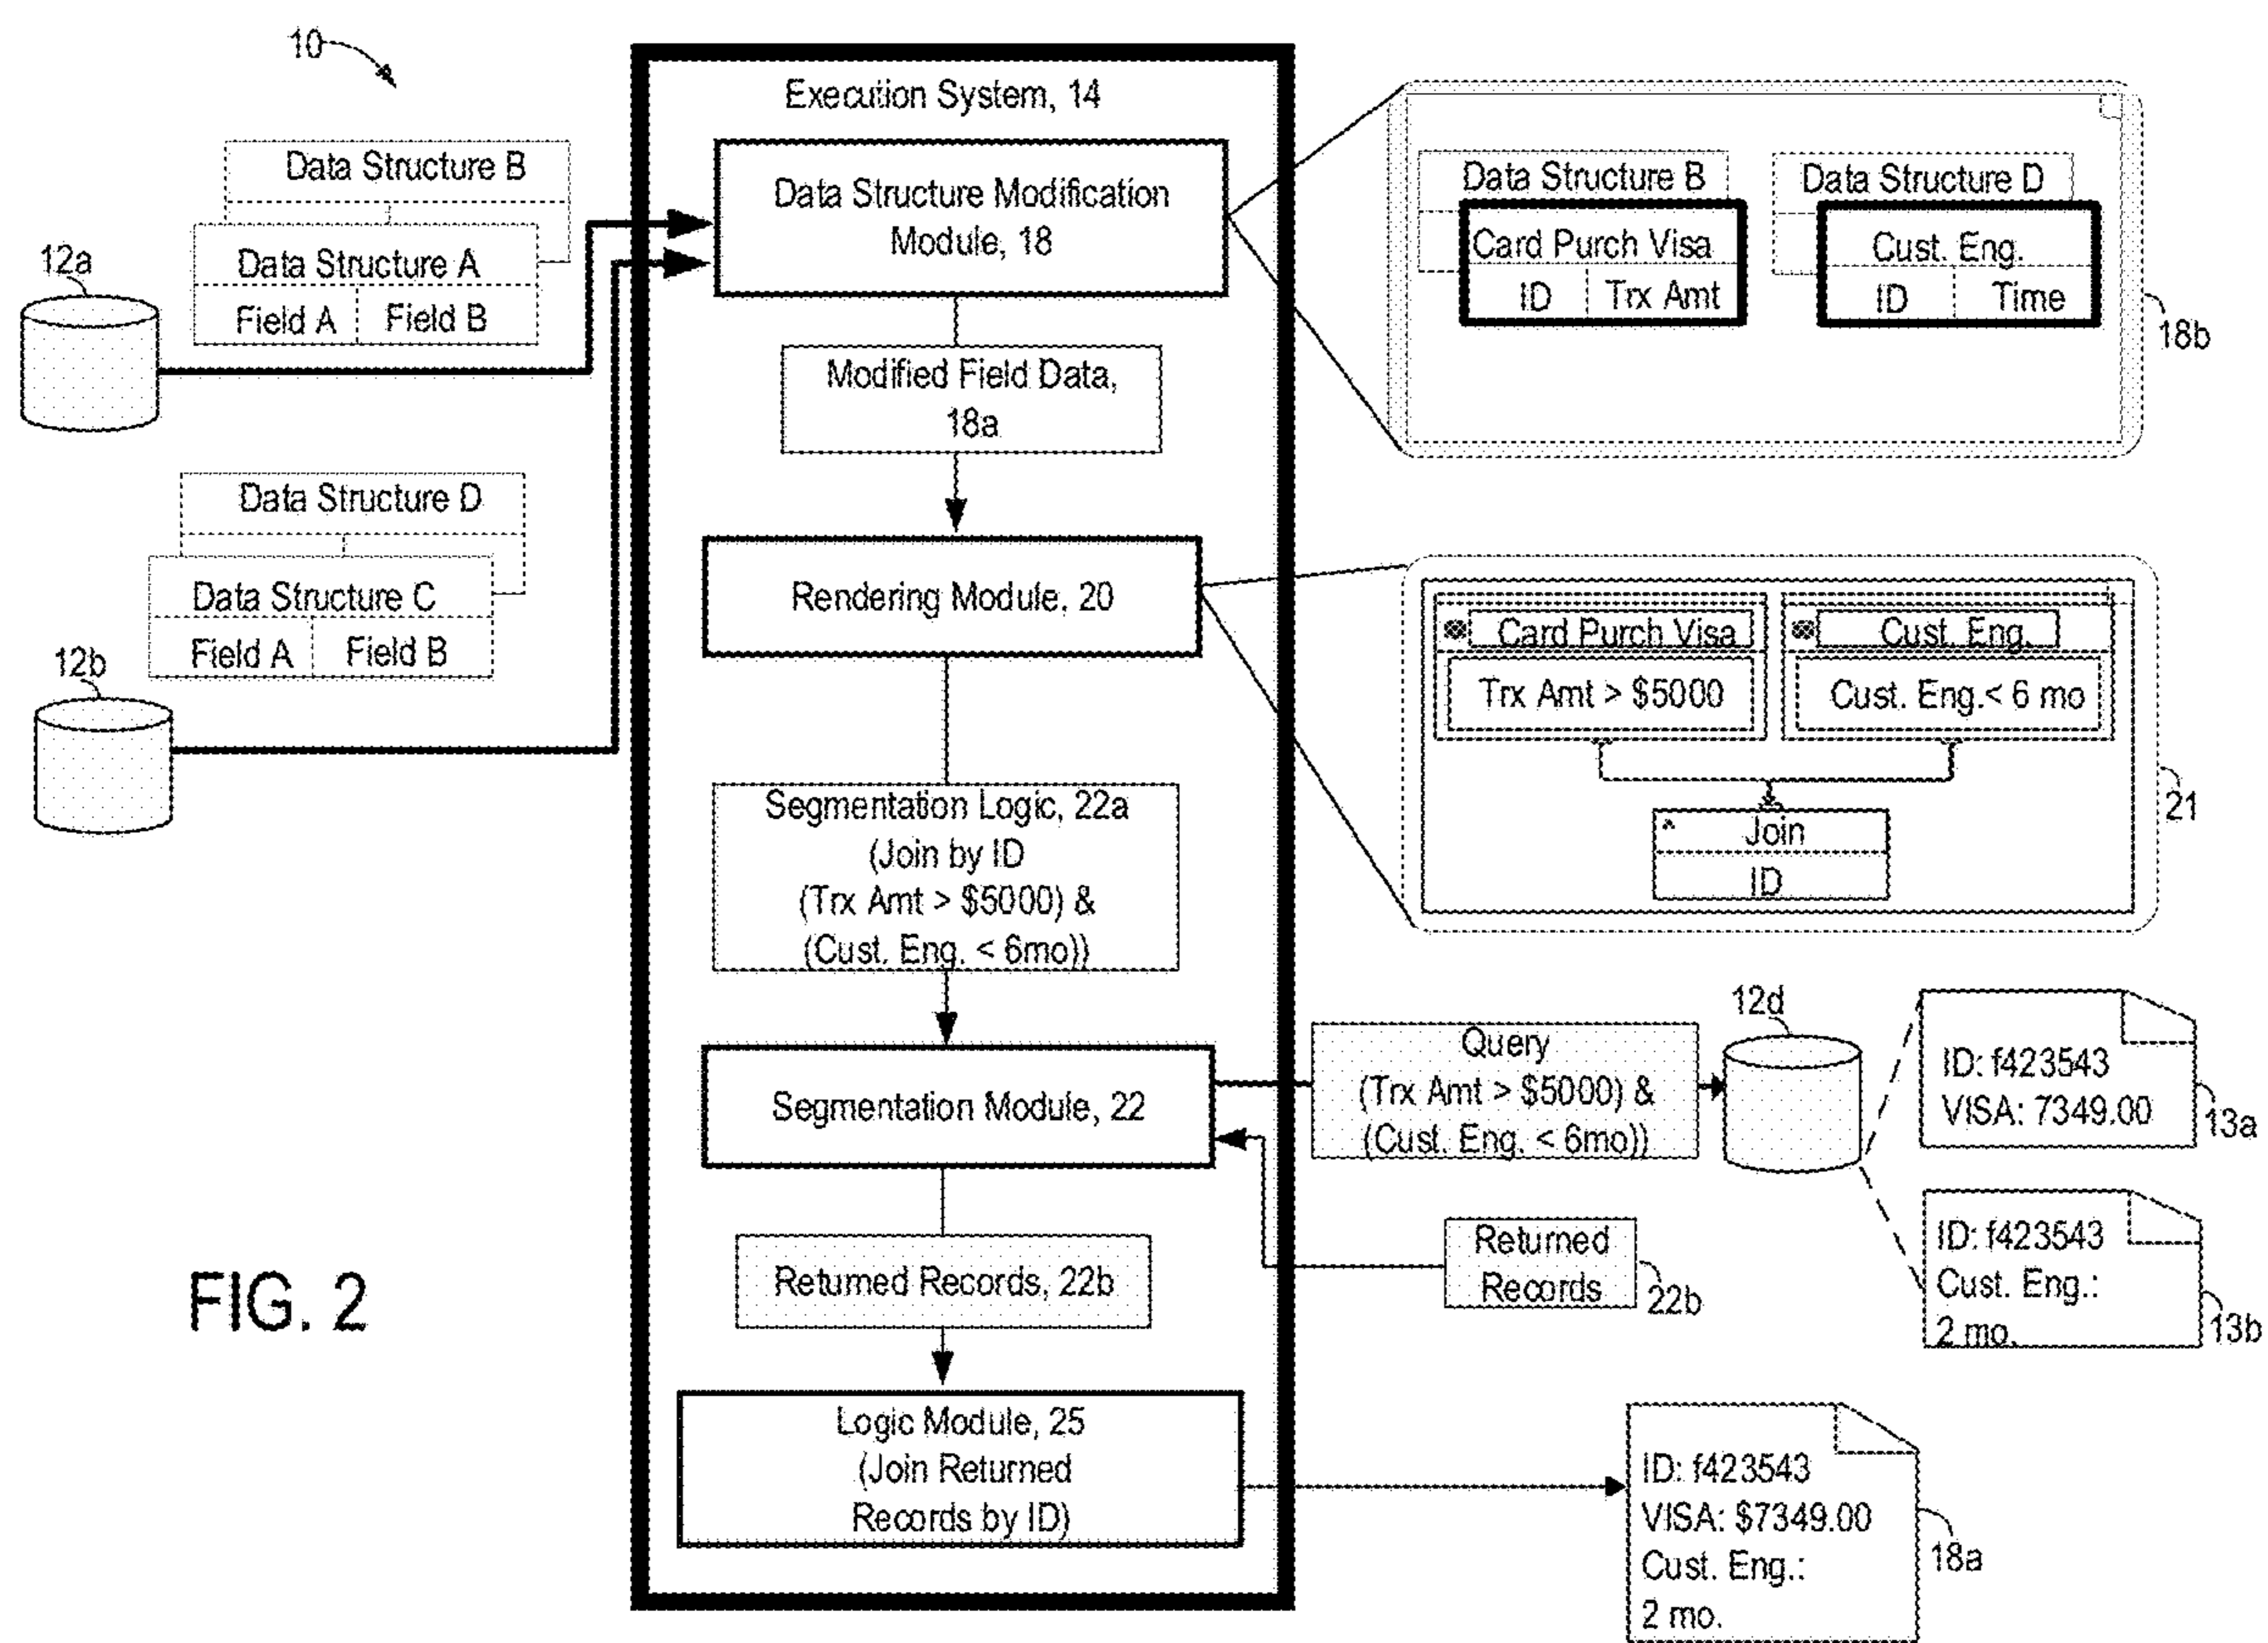 10
Execution System, 14
Data Structure B
Data Structure A
Field A
Field B
12a
Data Structure D
Data Structure C
Field A
Field B
12b
Data Structure Modification
Module, 18
Modified Field Data,
18a
Rendering Module, 20
Segmentation Logic, 22a
(Join by ID
(Trx Amt > $5000) &
(Cust. Eng. < 6mo))
Segmentation Module, 22
Returned Records, 22b
Logic Module, 25
(Join Returned
Records by ID)
Data Structure B
Card Purch Visa
ID
Trx Amt
Data Structure D
Cust. Eng.
ID
Time
18b
Card Purch Visa
Trx Amt > $5000
Cust. Eng.
Cust. Eng.< 6 mo
Join
ID
21
Query
(Trx Amt > $5000) &
(Cust. Eng. < 6mo))
12d
ID: f423543
VISA: 7349.00
13a
ID: f423543
Cust. Eng.:
2 mo.
13b
Returned
Records
22b
ID: f423543
VISA: $7349.00
Cust. Eng.:
2 mo.
18a
FIG. 2